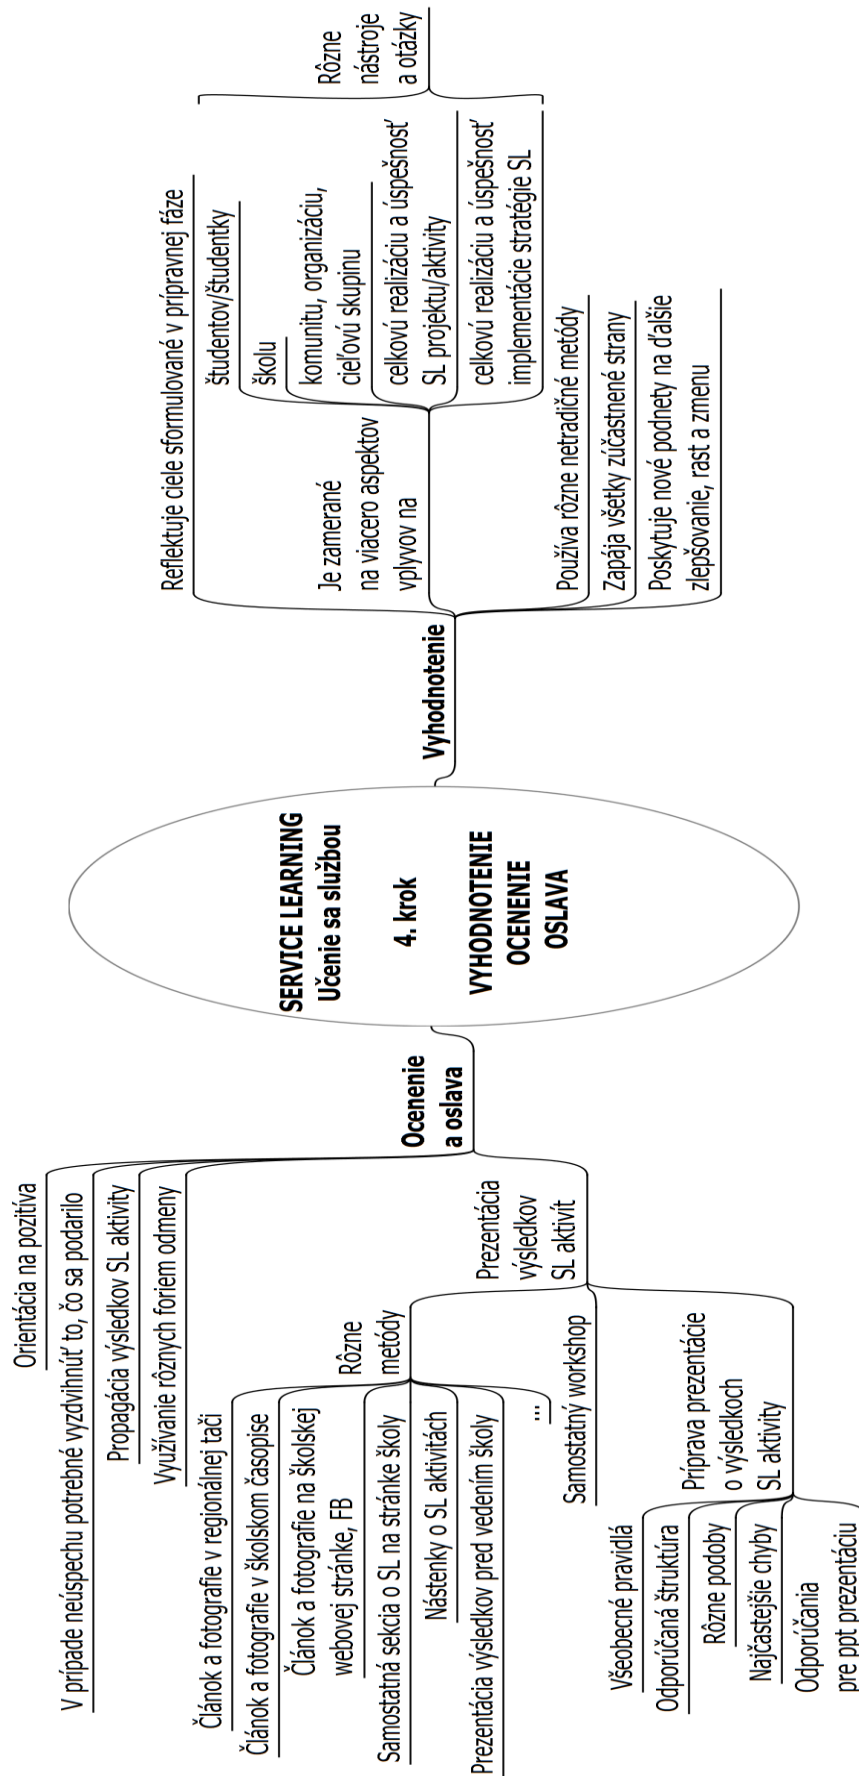 SERVICE LEARNING
Učenie sa službou
4. krok
VYHODNOTENIE
OCENENIE
OSLAVA
Vyhodnotenie
Reflektuje ciele sformulované v prípravnej fáze
Je zamerané
na viacero aspektov
vplyvov na
študentov/študentky
školu
komunitu, organizáciu,
cieľovú skupinu
celkovú realizáciu a úspešnosť
SL projektu/aktivity
celkovú realizáciu a úspešnosť
implementácie stratégie SL
Rôzne
nástroje
a otázky
Používa rôzne netradičné metódy
Zapája všetky zúčastnené strany
Poskytuje nové podnety na ďalšie
zlepšovanie, rast a zmenu
Ocenenie
a oslava
Orientácia na pozitíva
V prípade neúspechu potrebné vyzdvihnúť to, čo sa podarilo
Propagácia výsledkov SL aktivity
Využívanie rôznych foriem odmeny
Prezentácia
výsledkov
SL aktivít
Rôzne
metódy
Článok a fotografie v regionálnej tači
Článok a fotografie v školskom časopise
Článok a fotografie na školskej
webovej stránke, FB
Samostatná sekcia o SL na stránke školy
Nástenky o SL aktivitách
Prezentácia výsledkov pred vedením školy
...
Samostatný workshop
Príprava prezentácie
o výsledkoch
SL aktivity
Všeobecné pravidlá
Odporúčaná štruktúra
Rôzne podoby
Najčastejšie chyby
Odporúčania
pre ppt prezentáciu